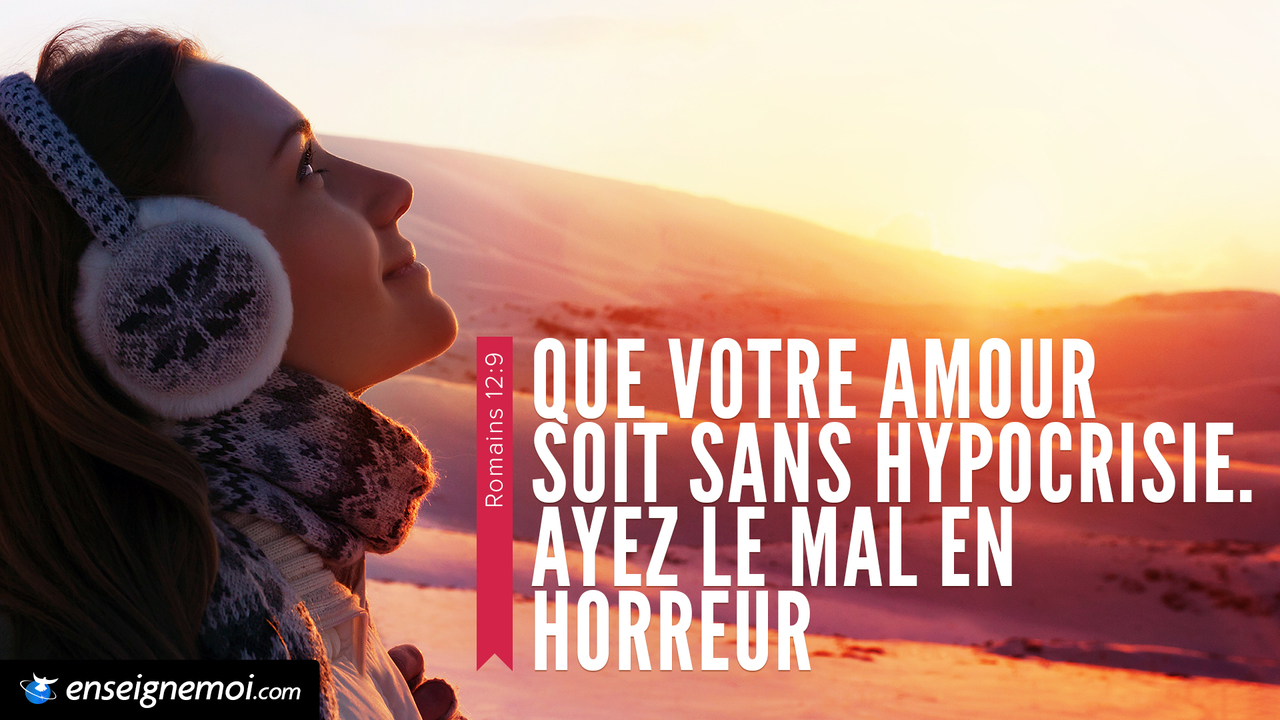 Romains 12:9
QUE VOTRE AMOUR
SOIT SANS HYPOCRISIE.
AYEZ LE MAL EN
HORREUR
enseignemoi.com